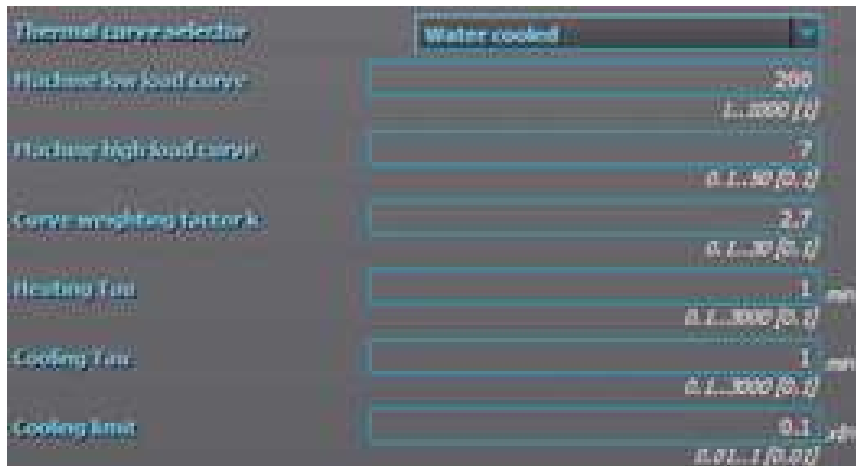 Thermal curve selector Water cooled
Machine low load curve 200
1...1000 [1]
Machine high load curve 7
0.1...50 [0.1]
Curve weighting factor k 2.7
0.1...30 [0.1]
Heating Tau 1 min
0.1...3000 [0.1]
Cooling Tau 1 min
0.1...3000 [0.1]
Cooling limit 0.1
0.01...1 [0.01]